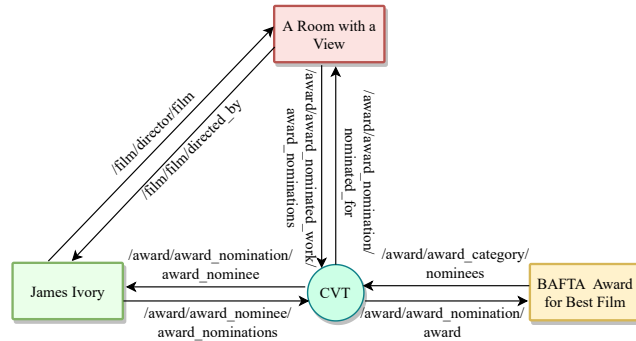 A Room with a
View
/film/director/film
/film/film/directed_by
/award/award_nominated_work/
award_nominations
/award/award_nomination/
nominated_for
/award/award_nomination/
award_nominee
/award/award_category/
nominees
James Ivory
CVT
BAFTA Award
for Best Film
/award/award_nominee/
award_nominations
/award/award_nomination/
award